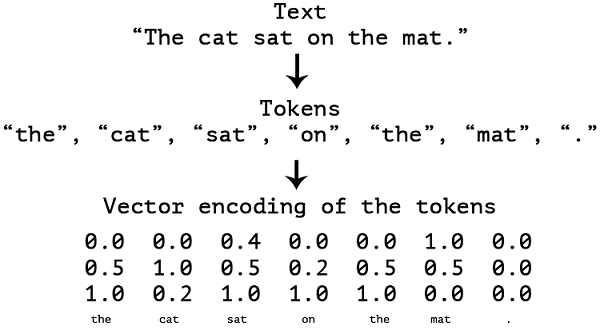 Text
“The cat sat on the mat.”
Tokens
“the”, “cat”, “sat”, “on”, “the”, “mat”, “.”
Vector encoding of the tokens
0.0 0.0 0.4 0.0 0.0 1.0 0.0
0.5 1.0 0.5 0.2 0.5 0.5 0.0
1.0 0.2 1.0 1.0 1.0 0.0 0.0
the cat sat on the mat .